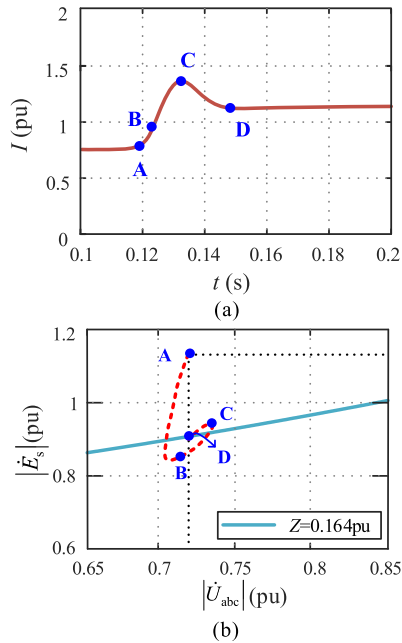 2
1.5
1
0.5
0
I (pu)
A
B
C
D
0.1
0.12
0.14
0.16
0.18
0.2
t (s)
(a)
1.2
1
0.8
0.6
|Ės|(pu)
A
C
B
D
Z=0.164pu
0.65
0.7
0.75
0.8
0.85
|U̇abc| (pu)
(b)